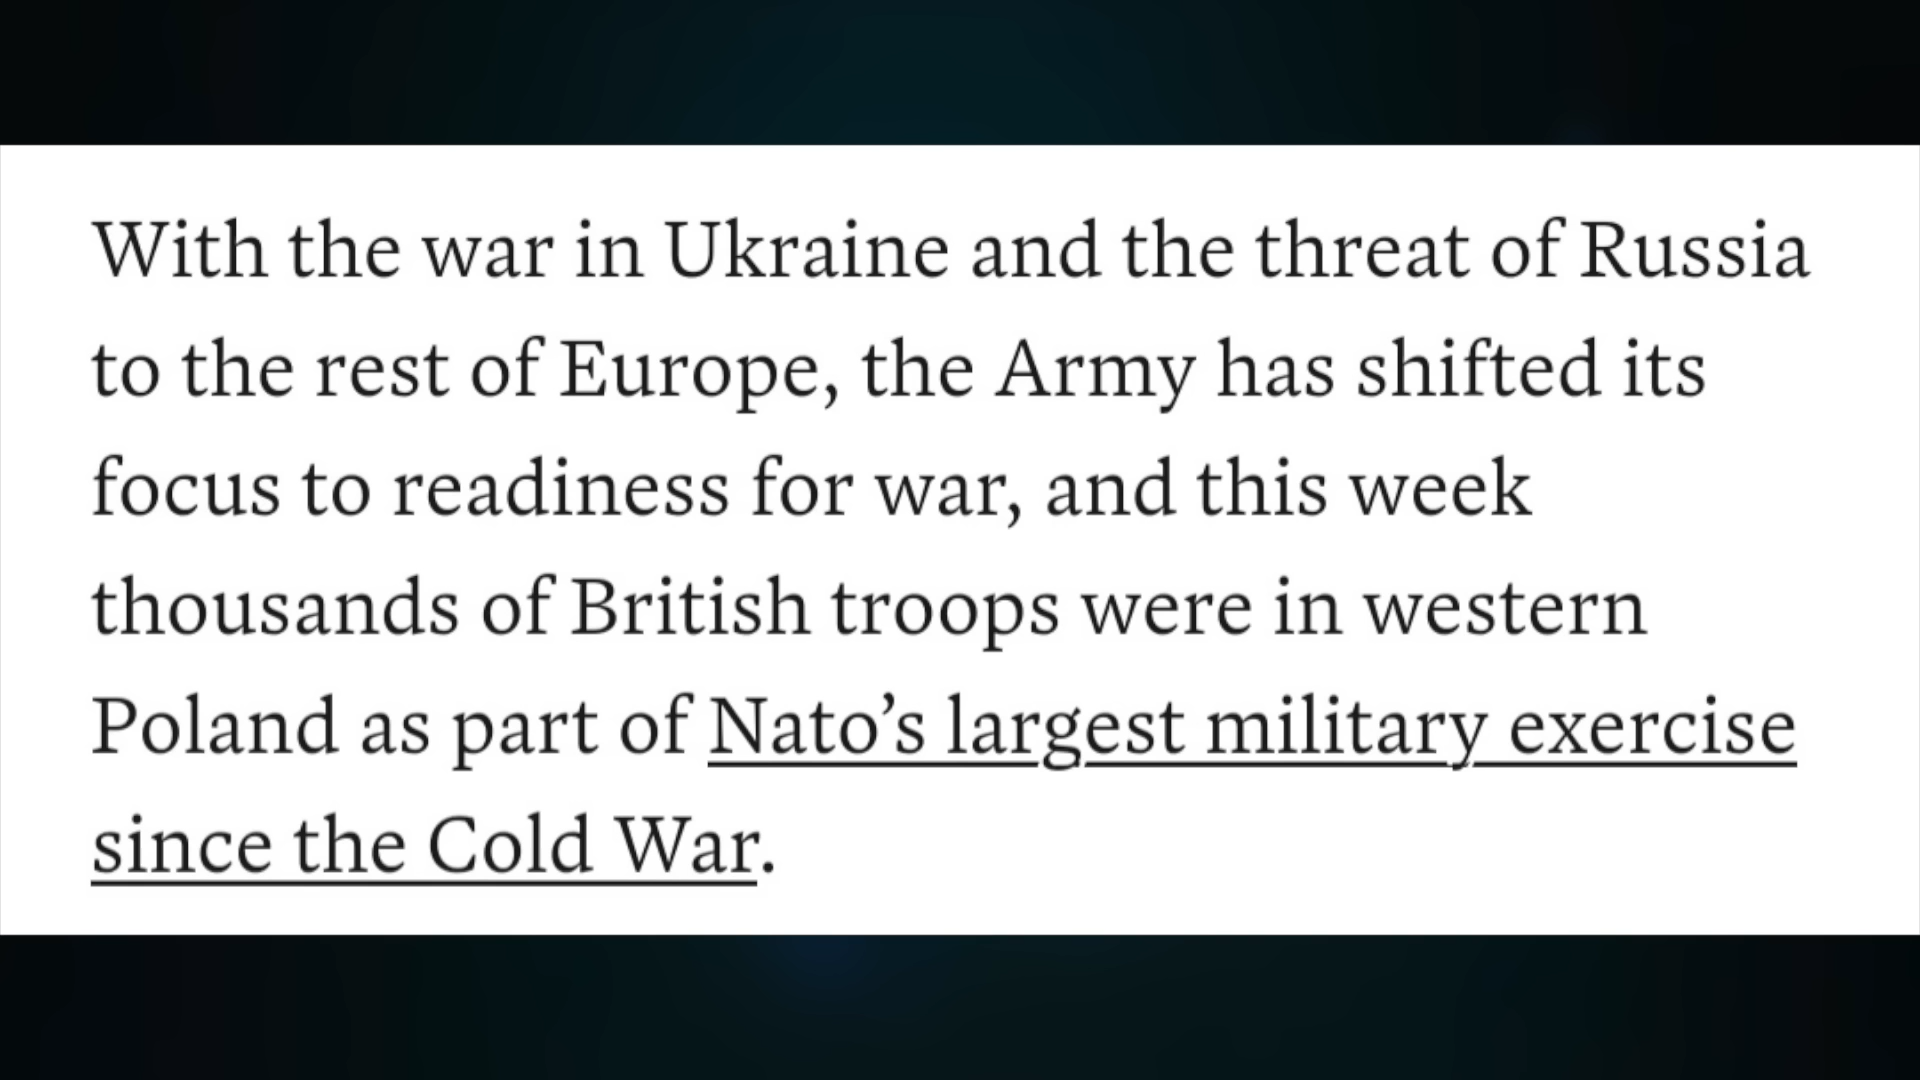 With the war in Ukraine and the threat of Russia
to the rest of Europe, the Army has shifted its
focus to readiness for war, and this week
thousands of British troops were in western
Poland as part of Nato’s largest military exercise
since the Cold War.